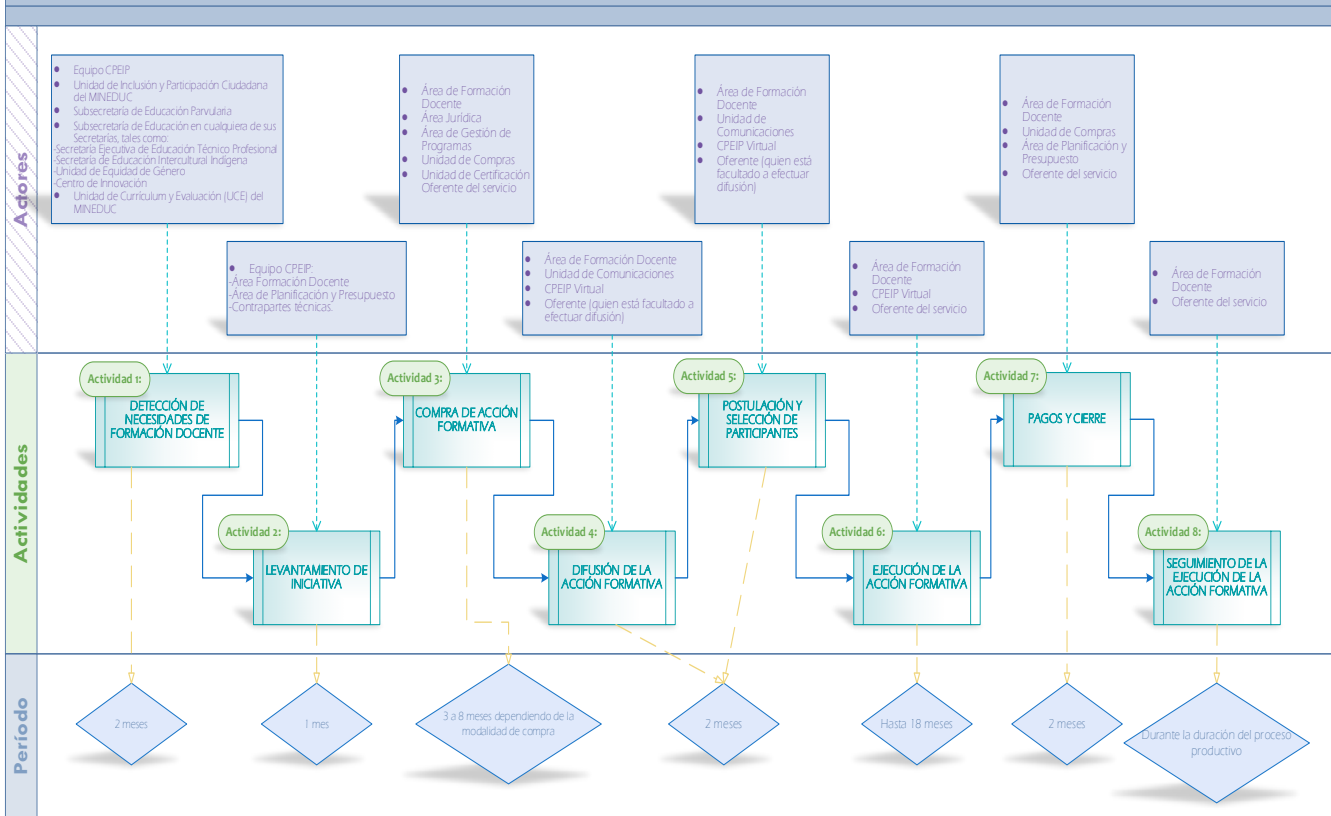 Actores
• Equipo CPEIP
• Unidad de Inclusión y Participación Ciudadana
del MINEDUC
• Subsecretaría de Educación Parvularia
• Subsecretaría de Educación en cualquiera de sus
Secretarías, tales como:
-Secretaría Ejecutiva de Educación Técnico Profesional
-Secretaría de Educación Intercultural Indígena
-Unidad de Equidad de Género
-Centro de Innovación
• Unidad de Currículum y Evaluación (UCE) del
MINEDUC
• Área de Formación
Docente
• Área Jurídica
• Área de Gestión de
Programas
• Unidad de Compras
• Unidad de Certificación
Oferente del servicio
• Área de Formación
Docente
• Unidad de
Comunicaciones
• CPEIP Virtual
• Oferente (quien está
facultado a efectuar
difusión)
• Área de Formación
Docente
• Unidad de Compras
• Área de Planificación y
Presupuesto
• Oferente del servicio
• Equipo CPEIP:
-Área Formación Docente
-Área de Planificación y Presupuesto
-Contrapartes técnicas.
• Área de Formación Docente
• Unidad de Comunicaciones
• CPEIP Virtual
• Oferente (quien está facultado a
efectuar difusión)
• Área de Formación
Docente
• CPEIP Virtual
• Oferente del servicio
• Área de Formación
Docente
• Oferente del servicio
Actividades
Actividad 1:
DETECCIÓN DE
NECESIDADES DE
FORMACIÓN DOCENTE
Actividad 2:
LEVANTAMIENTO DE
INICIATIVA
Actividad 3:
COMPRA DE ACCIÓN
FORMATIVA
Actividad 4:
DIFUSIÓN DE LA
ACCIÓN FORMATIVA
Actividad 5:
POSTULACIÓN Y
SELECCIÓN DE
PARTICIPANTES
Actividad 6:
EJECUCIÓN DE LA
ACCIÓN FORMATIVA
Actividad 7:
PAGOS Y CIERRE
Actividad 8:
SEGUIMIENTO DE LA
EJECUCIÓN DE LA
ACCIÓN FORMATIVA
Período
2 meses
1 mes
3 a 8 meses dependiendo de la
modalidad de compra
2 meses
Hasta 18 meses
2 meses
Durante la duración del proceso
productivo